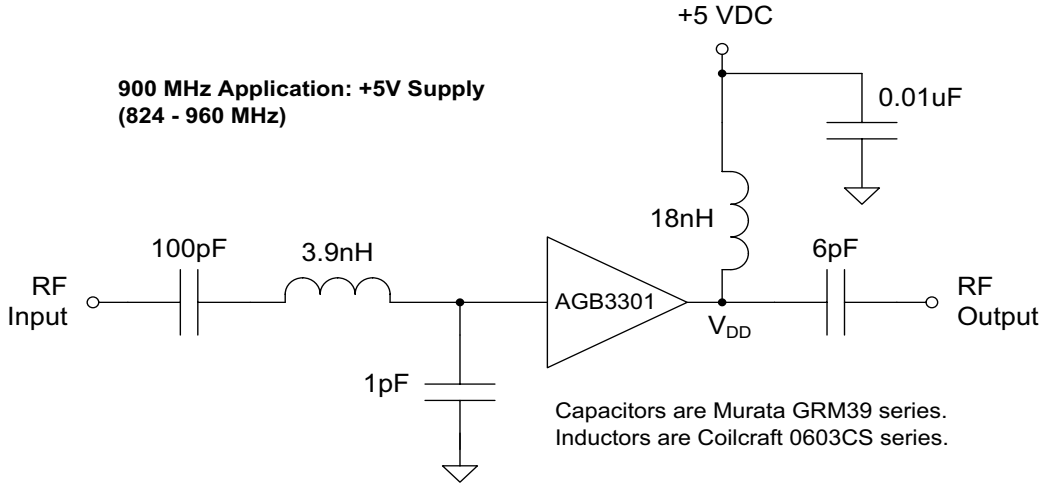 +5 VDC
900 MHz Application: +5V Supply
(824 - 960 MHz)
0.01uF
18nH
100pF
3.9nH
6pF
RF
Input
AGB3301
RF
Output
VDD
1pF
Capacitors are Murata GRM39 series.
Inductors are Coilcraft 0603CS series.